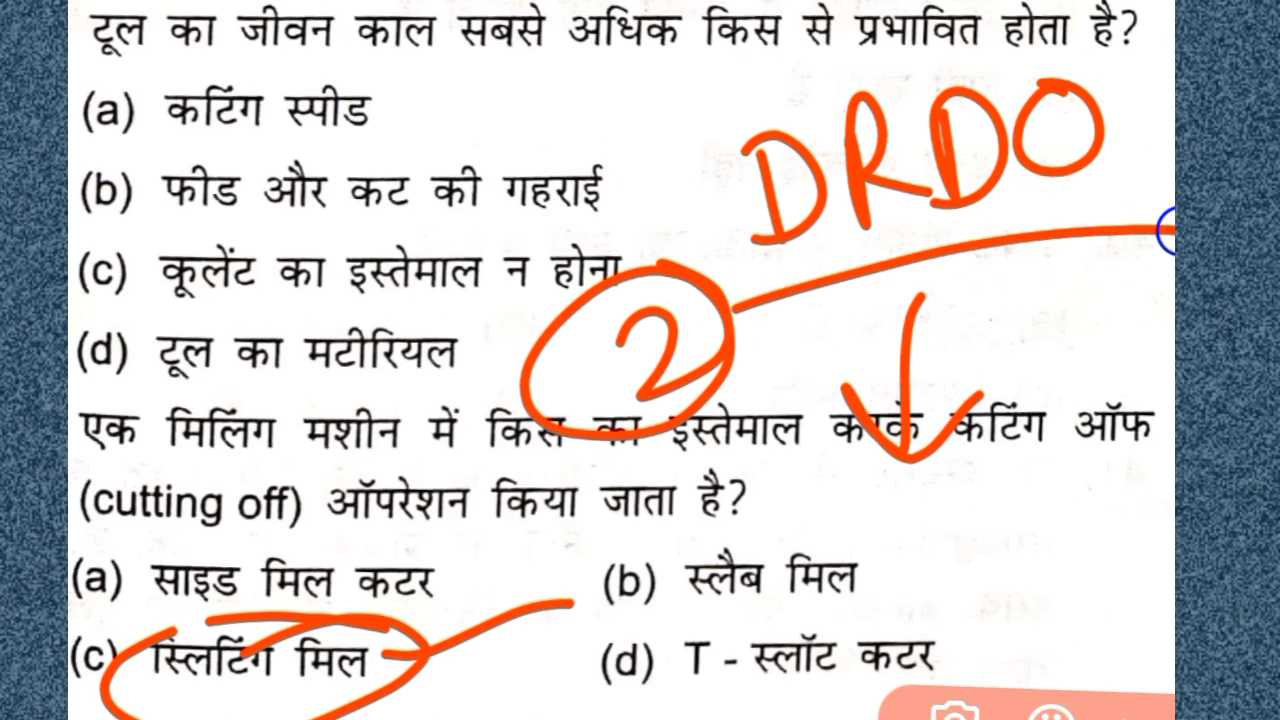 टूल का जीवन काल सबसे अधिक किस से प्रभावित होता है?
(a) कटिंग स्पीड
(b) फीड और कट की गहराई
(c) कूलेंट का इस्तेमाल न होना
(d) टूल का मटीरियल
DRDO
2
एक मिलिंग मशीन में किस का इस्तेमाल करके कटिंग ऑफ
(cutting off) ऑपरेशन किया जाता है?
(a) साइड मिल कटर (b) स्लैब मिल
(c) स्लिटिंग मिल (d) T - स्लॉट कटर